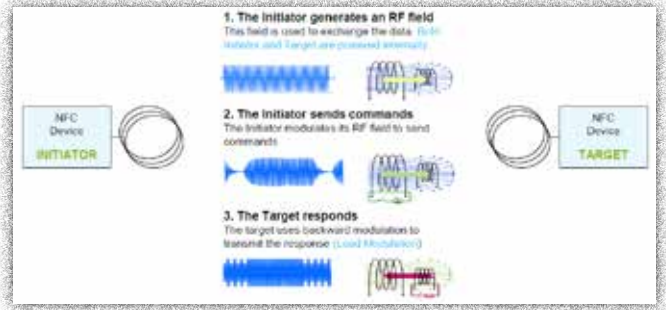 NFC
Device
INITIATOR
1. The Initiator generates an RF field
This field is used to exchange the data. Both
Initiator and Target are powered internally.
2. The Initiator sends commands
The Initiator modulates its RF field to send
commands
3. The Target responds
The target uses backward modulation to
transmit the response (Load Modulation)
NFC
Device
TARGET